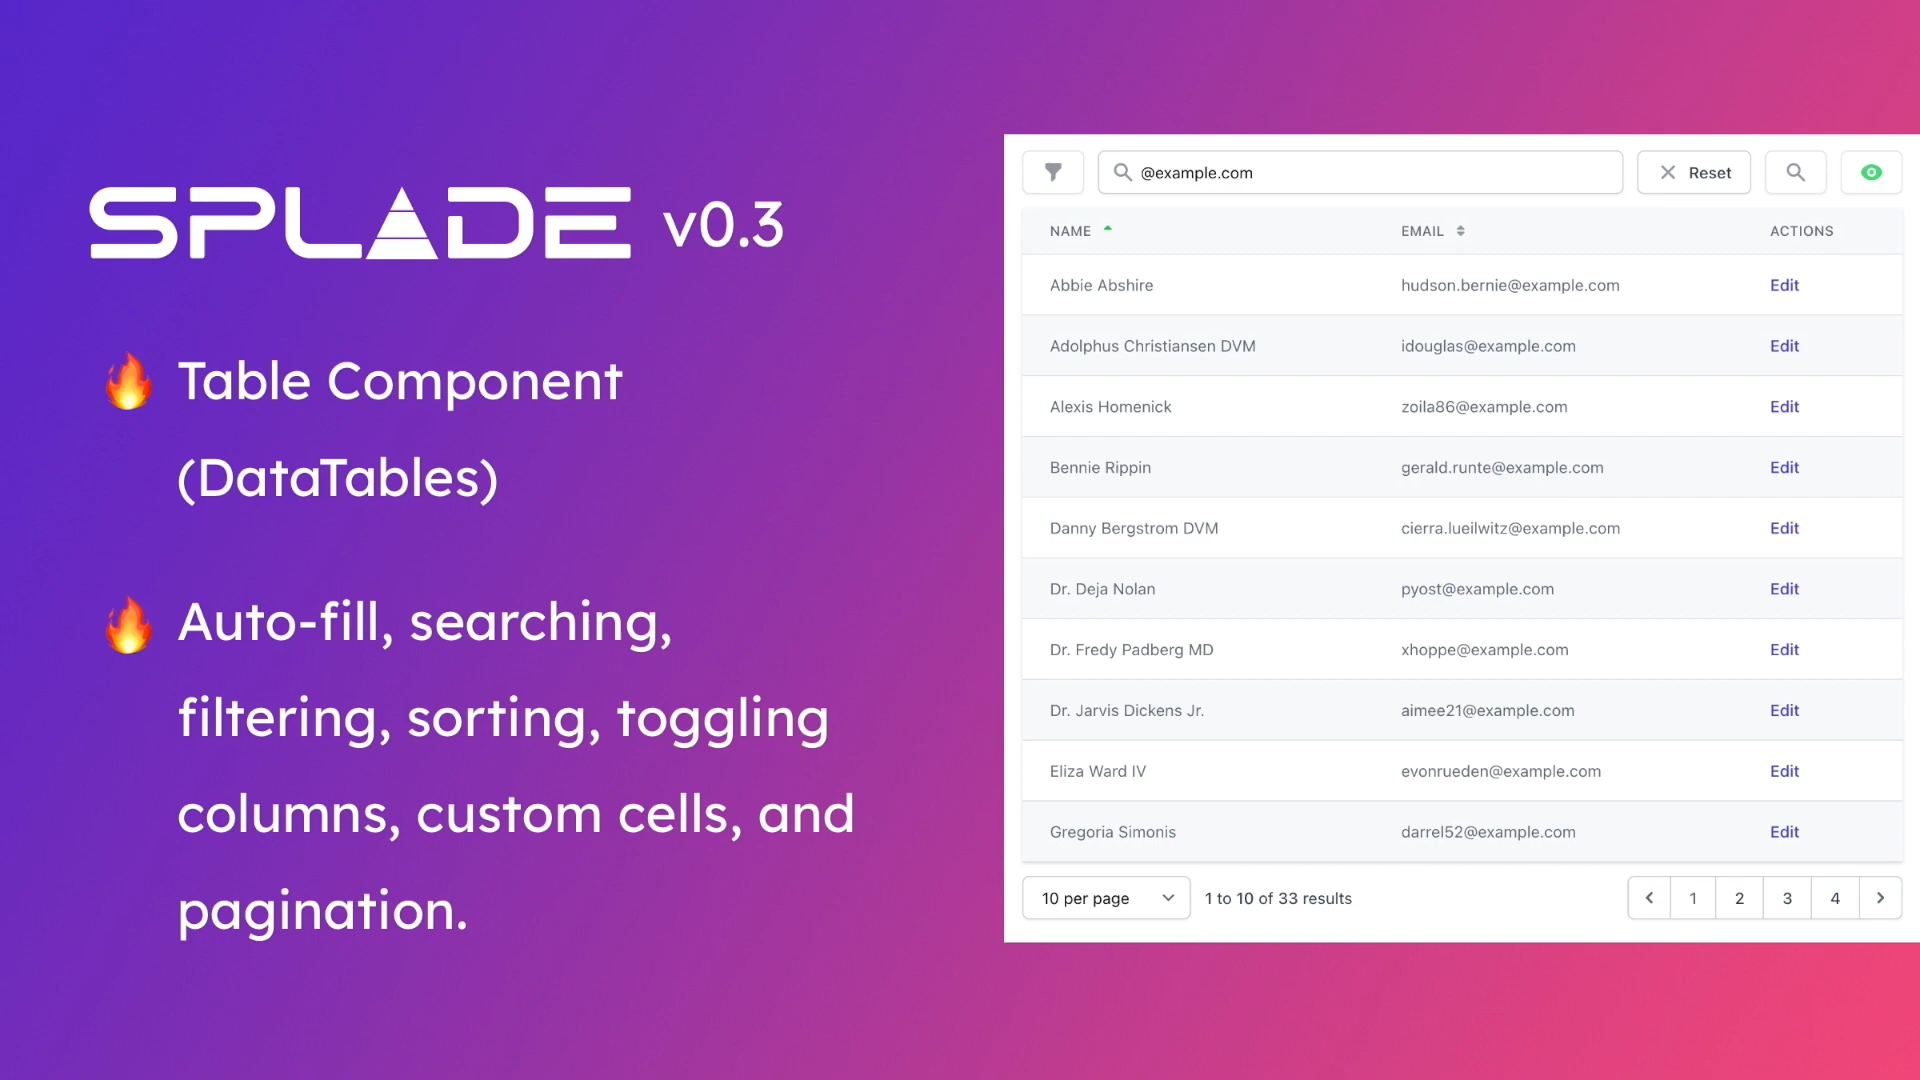 SPLADE v0.3
🔥 Table Component
(DataTables)
🔥 Auto-fill, searching,
filtering, sorting, toggling
columns, custom cells, and
pagination.
@example.com Reset
NAME EMAIL ACTIONS
Abbie Abshire hudson.bernie@example.com Edit
Adolphus Christiansen DVM idouglas@example.com Edit
Alexis Homenick zoila86@example.com Edit
Bennie Rippin gerald.runte@example.com Edit
Danny Bergstrom DVM cierra.lueilwitz@example.com Edit
Dr. Deja Nolan pyost@example.com Edit
Dr. Fredy Padberg MD xhoppe@example.com Edit
Dr. Jarvis Dickens Jr. aimee21@example.com Edit
Eliza Ward IV evonrueden@example.com Edit
Gregoria Simonis darrel52@example.com Edit
10 per page 1 to 10 of 33 results 1 2 3 4